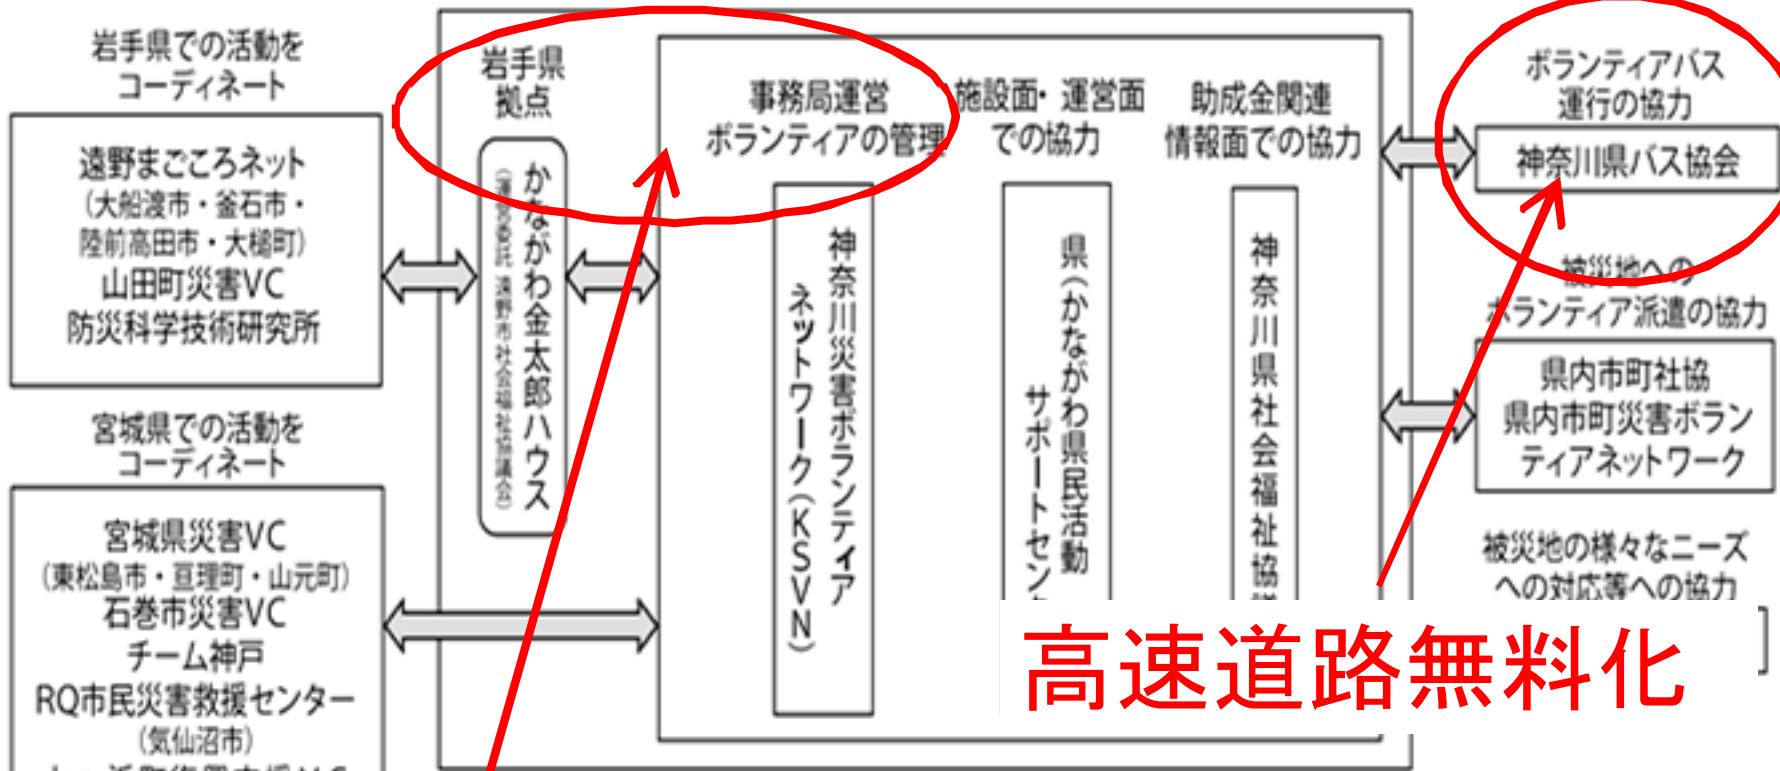 岩手県での活動を
コーディネート
遠野まごころネット
(大船渡市・釜石市・
陸前高田市・大槌町)
山田町災害VC
防災科学技術研究所
宮城県での活動を
コーディネート
宮城県災害VC
(東松島市・亘理町・山元町)
石巻市災害VC
チーム神戸
RQ市民災害救援センター
(気仙沼市)
岩手県
拠点
かながわ金太郎ハウス
(運営委託 遠野市社会福祉協議会)
事務局運営
ボランティアの管理
神奈川災害ボランティア
ネットワーク(KSVN)
施設面・運営面
での協力
県(かながわ県民活動
サポートセン
助成金関連
情報面での協力
神奈川県社会福祉協
ボランティアバス
運行の協力
神奈川県バス協会
被災地への
ボランティア派遣の協力
県内市町社協
県内市町災害ボラン
ティアネットワーク
被災地の様々なニーズ
への対応等への協力
高速道路無料化